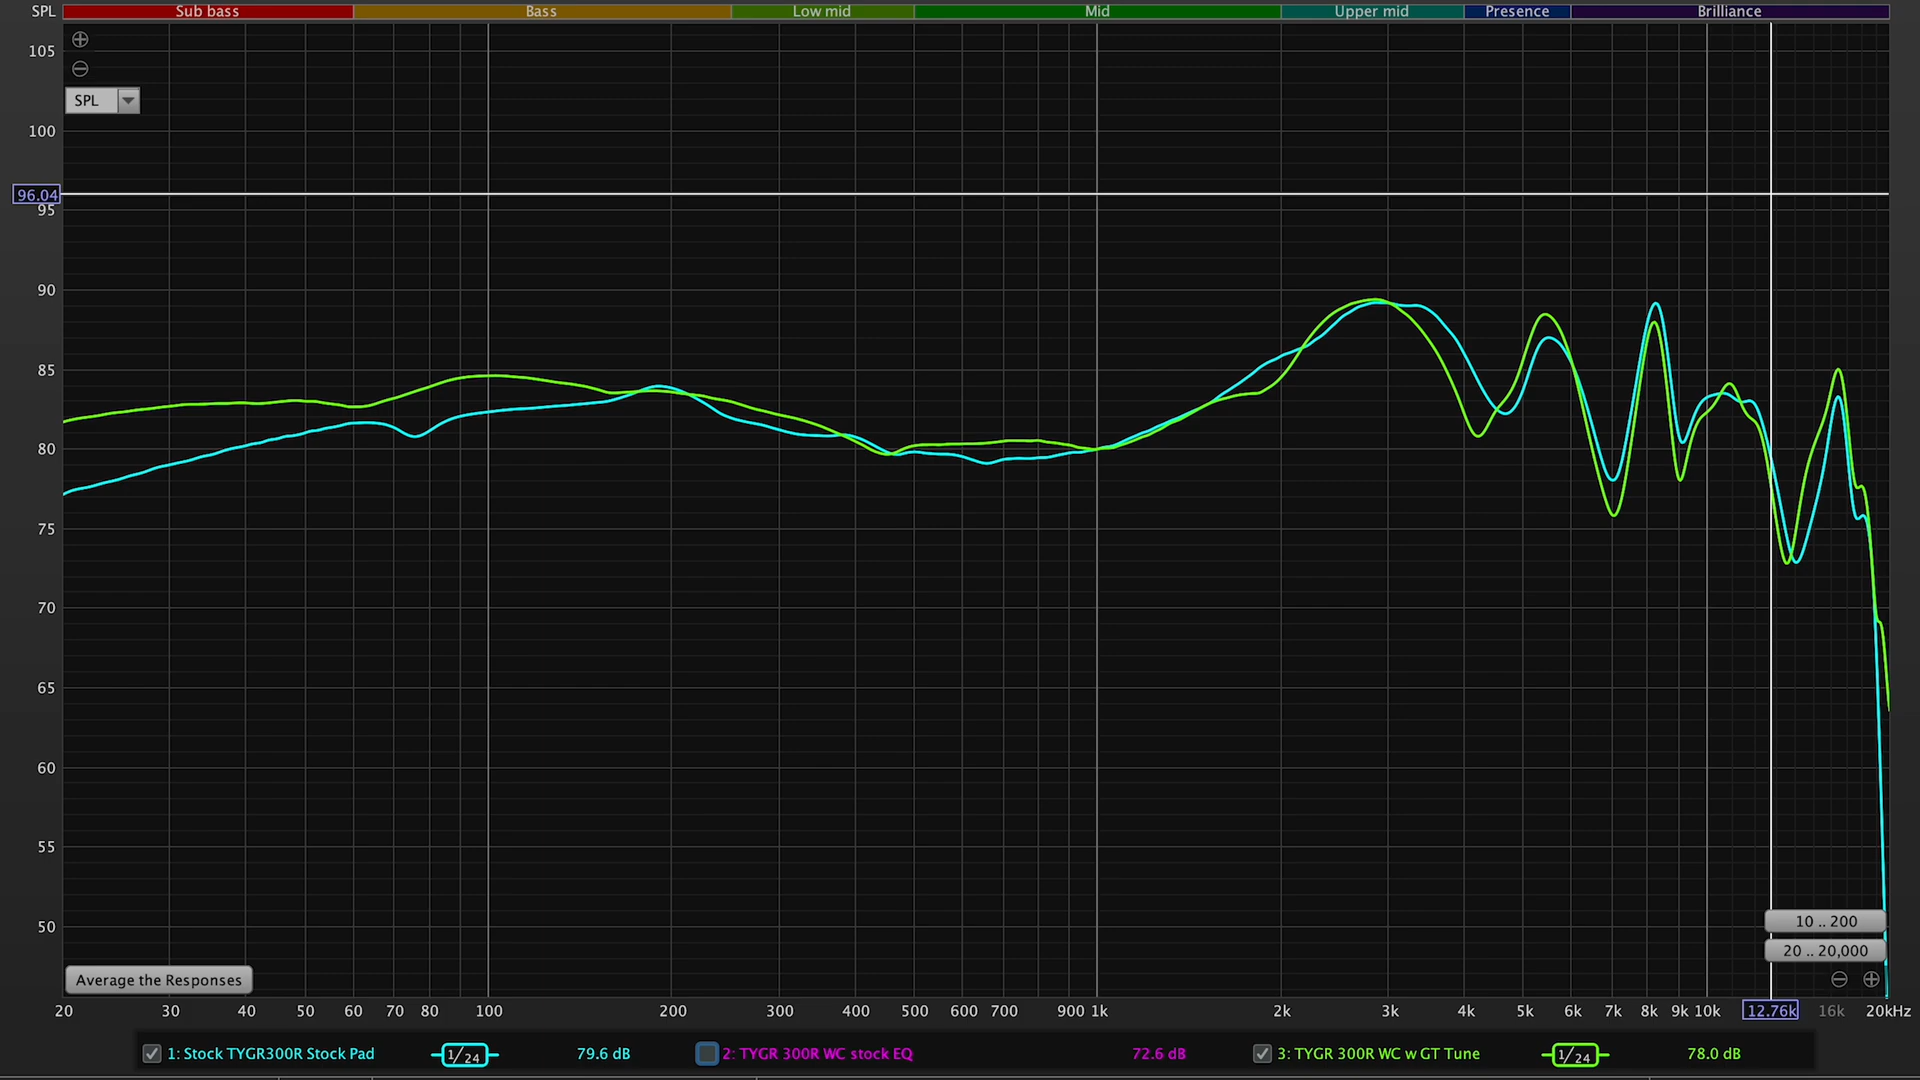 SPL Sub bass Bass Low mid Mid Upper mid Presence Brilliance
105
SPL
100
96.04
95
90
85
80
75
70
65
60
55
50
10 .. 200
20 .. 20,000
Average the Responses
20 30 40 50 60 70 80 100 200 300 400 500 600 700 900 1k 2k 3k 4k 5k 6k 7k 8k 9k 10k 12.76k 16k 20kHz
1: Stock TYGR300R Stock Pad 1/24 79.6 dB 2: TYGR 300R WC stock EQ 72.6 dB 3: TYGR 300R WC w GT Tune 1/24 78.0 dB